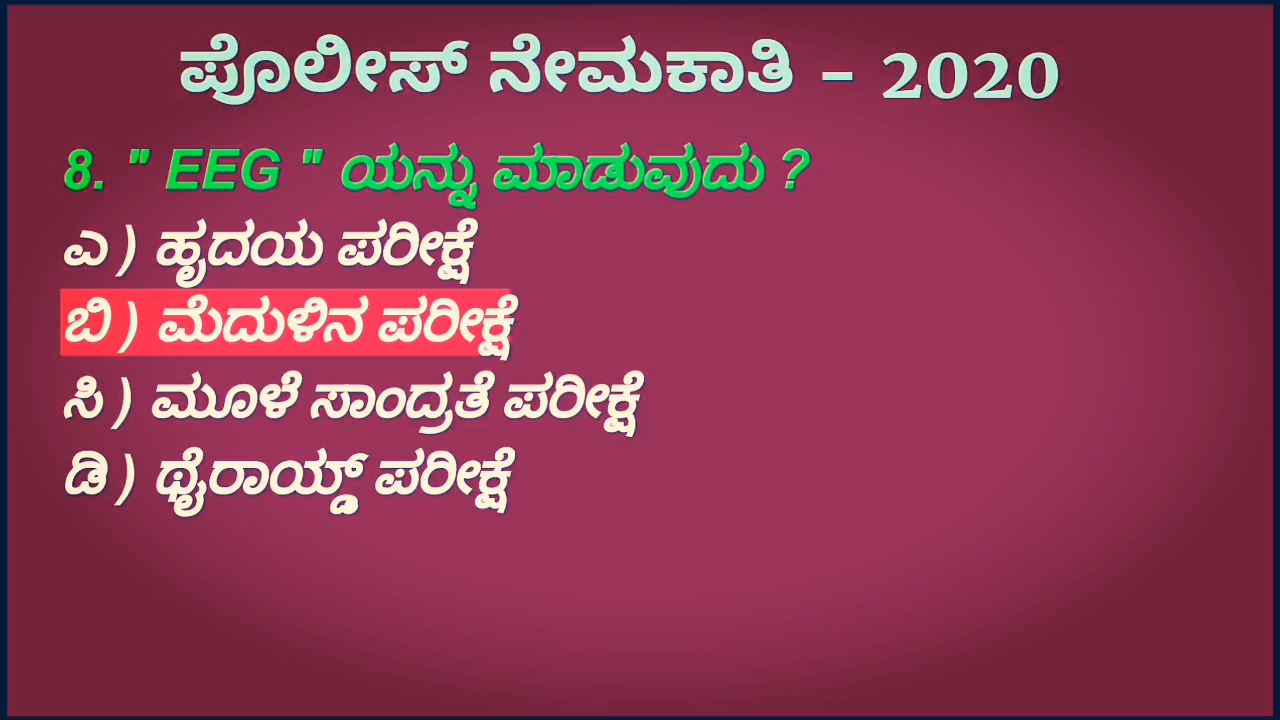 ಪೊಲೀಸ್ ನೇಮಕಾತಿ - 2020
8. " EEG " ಯನ್ನು ಮಾಡುವುದು ?
ಎ ) ಹೃದಯ ಪರೀಕ್ಷೆ
ಬಿ ) ಮೆದುಳಿನ ಪರೀಕ್ಷೆ
ಸಿ ) ಮೂಳೆ ಸಾಂದ್ರತೆ ಪರೀಕ್ಷೆ
ಡಿ ) ಥೈರಾಯ್ಡ್ ಪರೀಕ್ಷೆ